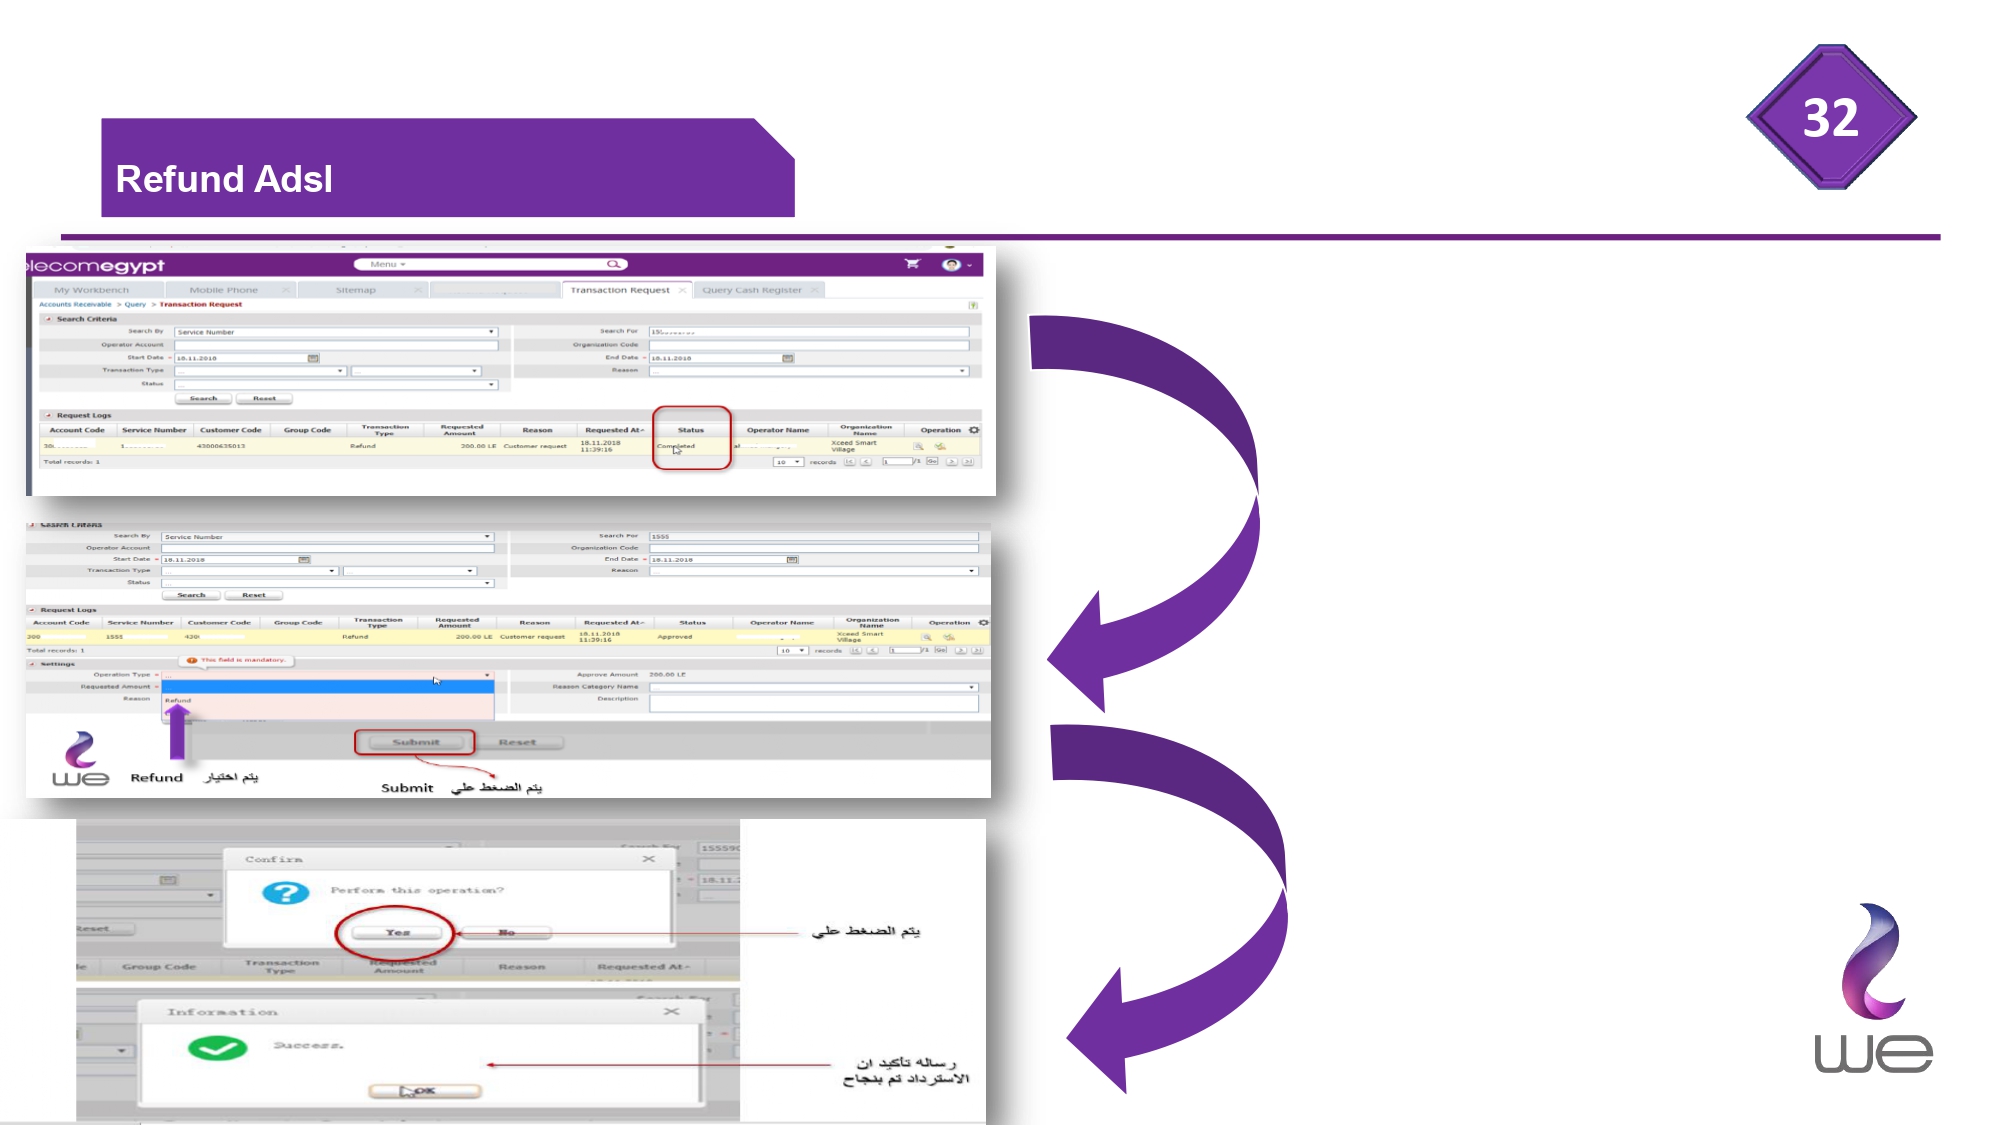 32
Refund Adsl
lecomegypt
Menu
My Workbench Mobile Phone Sitemap Transaction Request Query Cash Register
Accounts Receivable > Query > Transaction Request
Search Criteria
Search By Service Number Search For
Operator Account Organization Code
Start Date 18.11.2018 End Date 18.11.2018
Transaction Type Reason
Status
Search Reset
Request Logs
Account Code Service Number Customer Code Group Code Transaction Type Requested Amount Reason Requested At Status Operator Name Organization Name Operation
43000635013 Refund 200.00 LE Customer request 18.11.2018 11:39:16 Completed Xceed Smart Village
Total records: 1 10 records 1 /1 Go
Search Criteria
Search By Service Number Search For 1555
Operator Account Organization Code
Start Date 18.11.2018 End Date 18.11.2018
Transaction Type Reason
Status
Search Reset
Request Logs
Account Code Service Number Customer Code Group Code Transaction Type Requested Amount Reason Requested At Status Operator Name Organization Name Operation
Refund 200.00 LE Customer request 18.11.2018 11:39:16 Approved Xceed Smart Village
Total records: 1 10 records 1 /1 Go
Settings This field is mandatory.
Operation Type Approve Amount 200.00 LE
Requested Amount Reason Category Name
Reason Refund Description
Submit Reset
we
يتم اختيار Refund
يتم الضغط علي Submit
Confirm
Perform this operation?
Yes No
يتم الضغط علي
Reset
Group Code Transaction Type Requested Amount Reason Requested At
Information
Success.
OK
رساله تأكيد ان
الاسترداد تم بنجاح
we